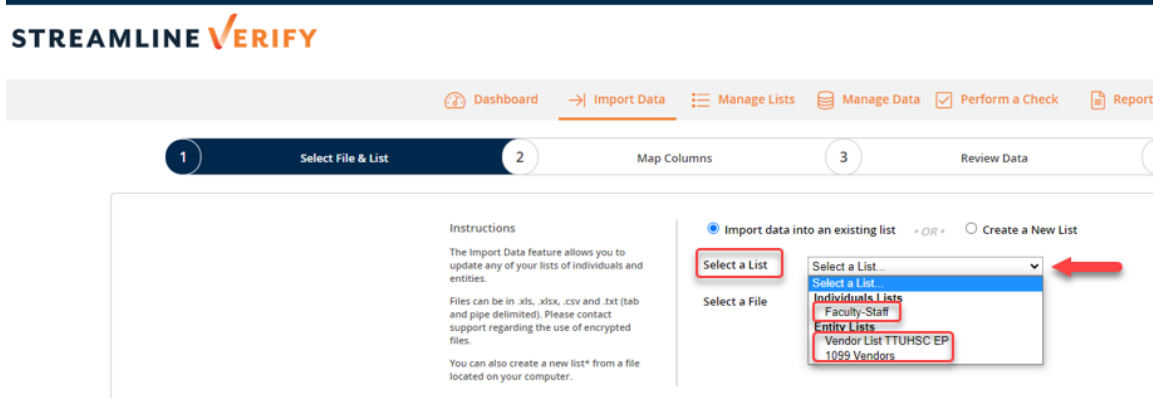 STREAMLINE VERIFY
Dashboard
Import Data
Manage Lists
Manage Data
Perform a Check
Report
1
Select File & List
2
Map Columns
3
Review Data
Instructions
The Import Data feature allows you to
update any of your lists of individuals and
entities.
Files can be in .xls, .xlsx, .csv and .txt (tab
and pipe delimited). Please contact
support regarding the use of encrypted
files.
You can also create a new list* from a file
located on your computer.
Import data into an existing list
• OR •
Create a New List
Select a List
Select a List...
Select a List...
Individuals Lists
Faculty-Staff
Entity Lists
Vendor List TTUHSC EP
1099 Vendors
Select a File